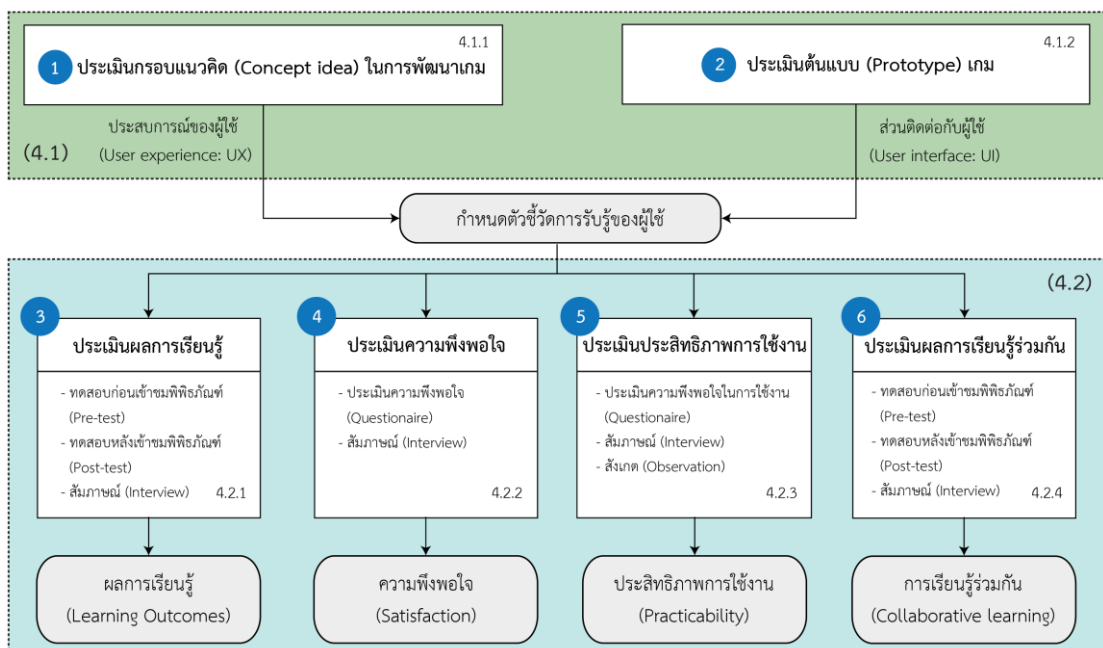 4.1.1
1 ประเมินกรอบแนวคิด (Concept idea) ในการพัฒนาเกม
4.1.2
2 ประเมินต้นแบบ (Prototype) เกม
ประสบการณ์ของผู้ใช้
(User experience: UX)
(4.1)
ส่วนติดต่อกับผู้ใช้
(User interface: UI)
กำหนดตัวชี้วัดการรับรู้ของผู้ใช้
(4.2)
3
ประเมินผลการเรียนรู้
- ทดสอบก่อนเข้าชมพิพิธภัณฑ์
(Pre-test)
- ทดสอบหลังเข้าชมพิพิธภัณฑ์
(Post-test)
- สัมภาษณ์ (Interview) 4.2.1
4
ประเมินความพึงพอใจ
- ประเมินความพึงพอใจ
(Questionaire)
- สัมภาษณ์ (Interview)
4.2.2
5
ประเมินประสิทธิภาพการใช้งาน
- ประเมินความพึงพอใจในการใช้งาน
(Questionaire)
- สัมภาษณ์ (Interview)
- สังเกต (Observation)
4.2.3
6
ประเมินผลการเรียนรู้ร่วมกัน
- ทดสอบก่อนเข้าชมพิพิธภัณฑ์
(Pre-test)
- ทดสอบหลังเข้าชมพิพิธภัณฑ์
(Post-test)
- สัมภาษณ์ (Interview) 4.2.4
ผลการเรียนรู้
(Learning Outcomes)
ความพึงพอใจ
(Satisfaction)
ประสิทธิภาพการใช้งาน
(Practicability)
การเรียนรู้ร่วมกัน
(Collaborative learning)